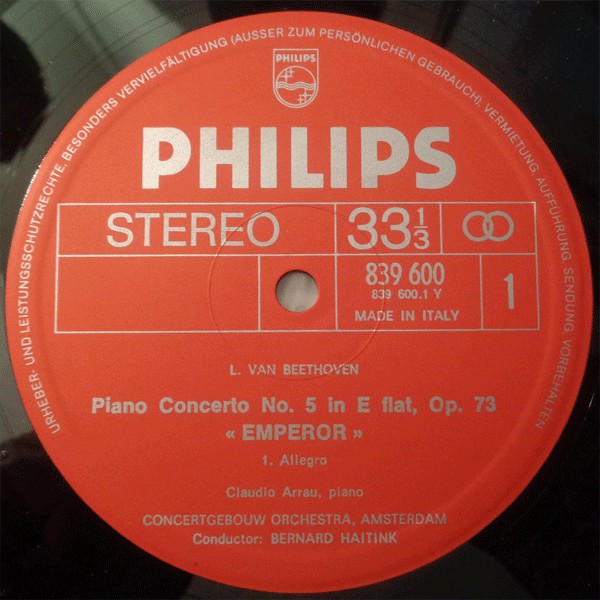 URHEBER- UND LEISTUNGSSCHUTZRECHTE, BESONDERS VERVIELFÄLTIGUNG (AUSSER ZUM PERSÖNLICHEN GEBRAUCH), VERMIETUNG, AUFFÜHRUNG, SENDUNG, VORBEHALTEN
PHILIPS
PHILIPS
STEREO 33 1/3
839 600
839 600.1 Y
MADE IN ITALY
1
L. VAN BEETHOVEN
Piano Concerto No. 5 in E flat, Op. 73
« EMPEROR »
1. Allegro
Claudio Arrau, piano
CONCERTGEBOUW ORCHESTRA, AMSTERDAM
Conductor: BERNARD HAITINK